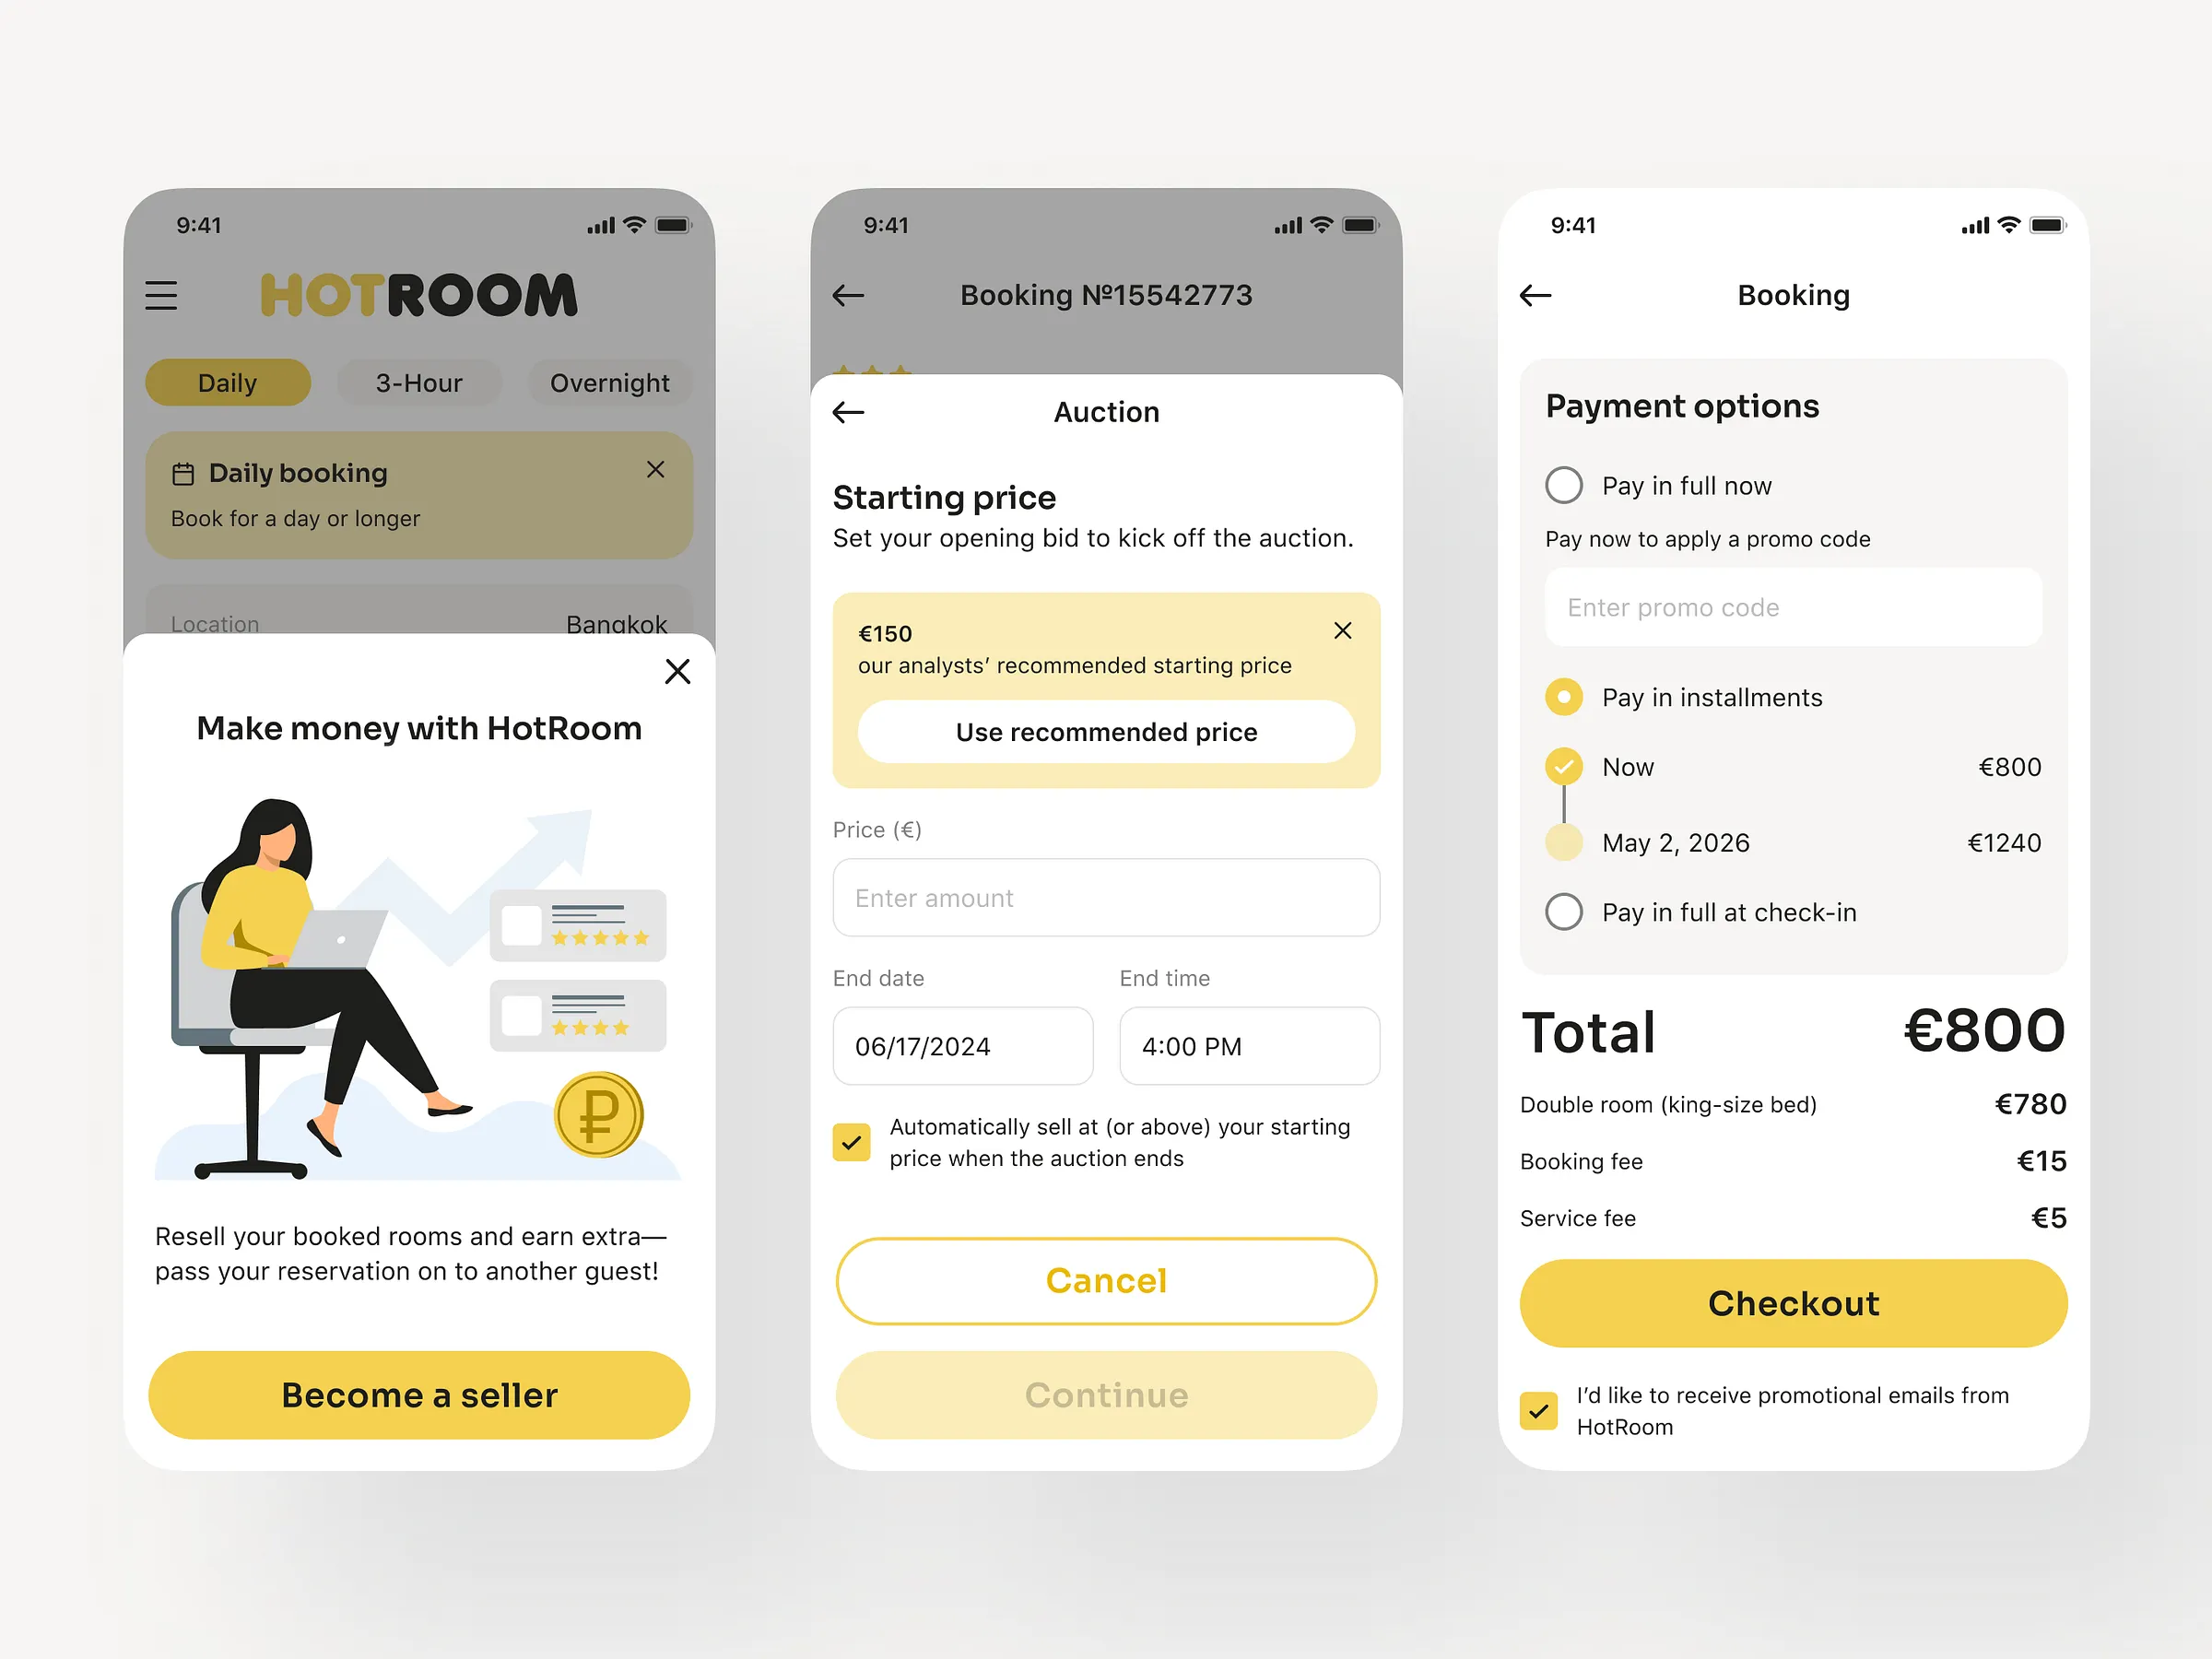 9:41
HOTROOM
Daily
3-Hour
Overnight
Daily booking
Book for a day or longer
Location
Bangkok
Make money with HotRoom
₽
Resell your booked rooms and earn extra—
pass your reservation on to another guest!
Become a seller
9:41
Booking №15542773
Auction
Starting price
Set your opening bid to kick off the auction.
€150
our analysts’ recommended starting price
Use recommended price
Price (€)
Enter amount
End date
End time
06/17/2024
4:00 PM
Automatically sell at (or above) your starting
price when the auction ends
Cancel
Continue
9:41
Booking
Payment options
Pay in full now
Pay now to apply a promo code
Enter promo code
Pay in installments
Now
€800
May 2, 2026
€1240
Pay in full at check-in
Total
€800
Double room (king-size bed)
€780
Booking fee
€15
Service fee
€5
Checkout
I’d like to receive promotional emails from
HotRoom